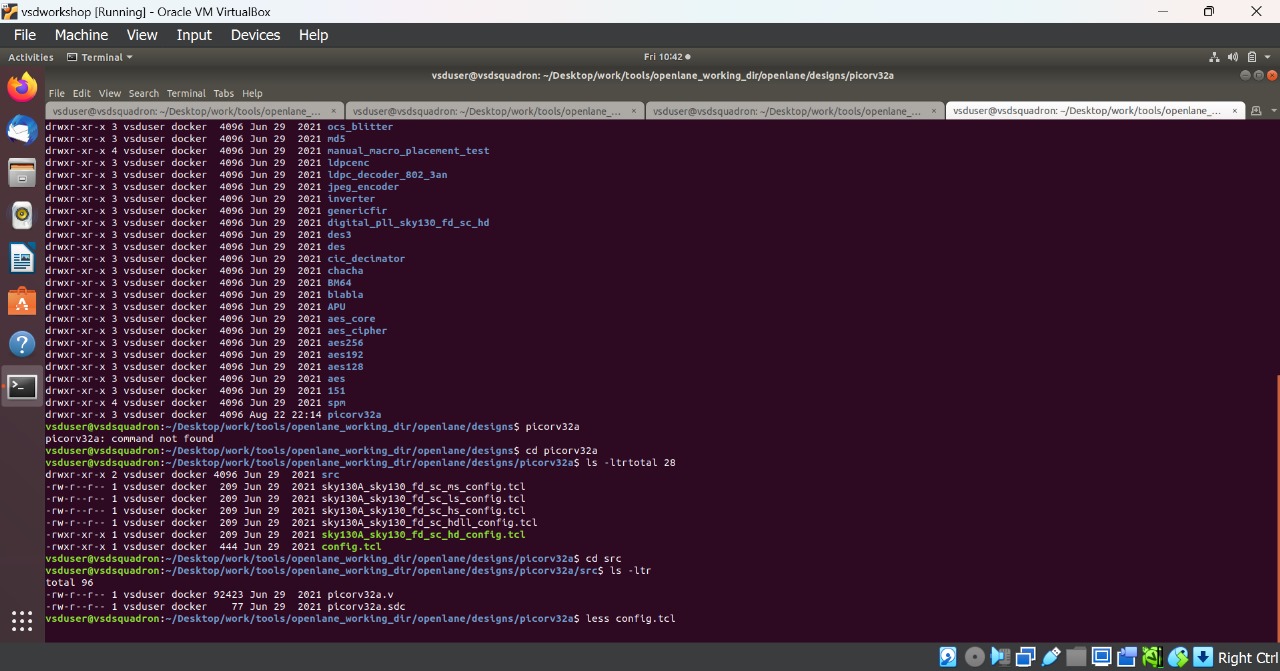 vsdworkshop [Running] - Oracle VM VirtualBox
File Machine View Input Devices Help
Activities Terminal Fri 10:42
vsduser@vsdsquadron: ~/Desktop/work/tools/openlane_working_dir/openlane/designs/picorv32a
File Edit View Search Terminal Tabs Help
vsduser@vsdsquadron: ~/Desktop/work/tools/openlane_... × vsduser@vsdsquadron: ~/Desktop/work/tools/openlane_... × vsduser@vsdsquadron: ~/Desktop/work/tools/openlane_... × vsduser@vsdsquadron: ~/Desktop/work/tools/openlane_... ×
drwxr-xr-x 3 vsduser docker  4096 Jun 29  2021 ocs_blitter
drwxr-xr-x 3 vsduser docker  4096 Jun 29  2021 md5
drwxr-xr-x 4 vsduser docker  4096 Jun 29  2021 manual_macro_placement_test
drwxr-xr-x 3 vsduser docker  4096 Jun 29  2021 ldpcenc
drwxr-xr-x 3 vsduser docker  4096 Jun 29  2021 ldpc_decoder_802_3an
drwxr-xr-x 3 vsduser docker  4096 Jun 29  2021 jpeg_encoder
drwxr-xr-x 3 vsduser docker  4096 Jun 29  2021 inverter
drwxr-xr-x 3 vsduser docker  4096 Jun 29  2021 genericfir
drwxr-xr-x 3 vsduser docker  4096 Jun 29  2021 digital_pll_sky130_fd_sc_hd
drwxr-xr-x 3 vsduser docker  4096 Jun 29  2021 des3
drwxr-xr-x 3 vsduser docker  4096 Jun 29  2021 des
drwxr-xr-x 3 vsduser docker  4096 Jun 29  2021 cic_decimator
drwxr-xr-x 3 vsduser docker  4096 Jun 29  2021 chacha
drwxr-xr-x 3 vsduser docker  4096 Jun 29  2021 BM64
drwxr-xr-x 3 vsduser docker  4096 Jun 29  2021 blabla
drwxr-xr-x 3 vsduser docker  4096 Jun 29  2021 APU
drwxr-xr-x 3 vsduser docker  4096 Jun 29  2021 aes_core
drwxr-xr-x 3 vsduser docker  4096 Jun 29  2021 aes_cipher
drwxr-xr-x 3 vsduser docker  4096 Jun 29  2021 aes256
drwxr-xr-x 3 vsduser docker  4096 Jun 29  2021 aes192
drwxr-xr-x 3 vsduser docker  4096 Jun 29  2021 aes128
drwxr-xr-x 3 vsduser docker  4096 Jun 29  2021 aes
drwxr-xr-x 3 vsduser docker  4096 Jun 29  2021 151
drwxr-xr-x 4 vsduser docker  4096 Jun 29  2021 spm
drwxr-xr-x 3 vsduser docker  4096 Aug 22 22:14 picorv32a
vsduser@vsdsquadron:~/Desktop/work/tools/openlane_working_dir/openlane/designs$ picorv32a
picorv32a: command not found
vsduser@vsdsquadron:~/Desktop/work/tools/openlane_working_dir/openlane/designs$ cd picorv32a
vsduser@vsdsquadron:~/Desktop/work/tools/openlane_working_dir/openlane/designs/picorv32a$ ls -ltrtotal 28
drwxr-xr-x 2 vsduser docker 4096 Jun 29  2021 src
-rw-r--r-- 1 vsduser docker  209 Jun 29  2021 sky130A_sky130_fd_sc_ms_config.tcl
-rw-r--r-- 1 vsduser docker  209 Jun 29  2021 sky130A_sky130_fd_sc_ls_config.tcl
-rw-r--r-- 1 vsduser docker  209 Jun 29  2021 sky130A_sky130_fd_sc_hs_config.tcl
-rw-r--r-- 1 vsduser docker  209 Jun 29  2021 sky130A_sky130_fd_sc_hdll_config.tcl
-rwxr-xr-x 1 vsduser docker  209 Jun 29  2021 sky130A_sky130_fd_sc_hd_config.tcl
-rwxr-xr-x 1 vsduser docker  444 Jun 29  2021 config.tcl
vsduser@vsdsquadron:~/Desktop/work/tools/openlane_working_dir/openlane/designs/picorv32a$ cd src
vsduser@vsdsquadron:~/Desktop/work/tools/openlane_working_dir/openlane/designs/picorv32a/src$ ls -ltr
total 96
-rw-r--r-- 1 vsduser docker 92423 Jun 29  2021 picorv32a.v
-rw-r--r-- 1 vsduser docker    77 Jun 29  2021 picorv32a.sdc
vsduser@vsdsquadron:~/Desktop/work/tools/openlane_working_dir/openlane/designs/picorv32a$ less config.tcl
Right Ctrl